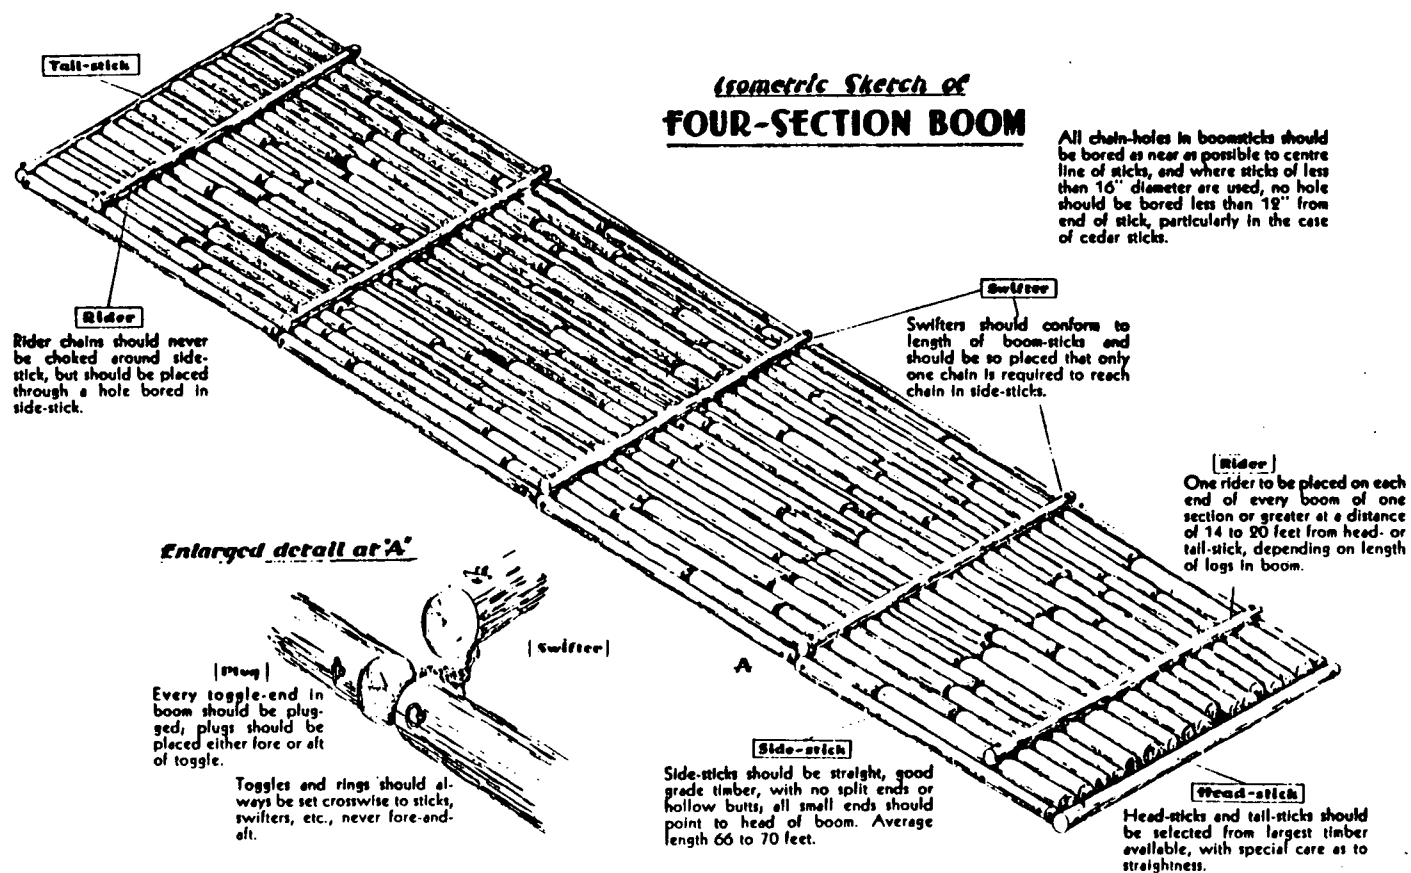 Isometric Sketch of
FOUR-SECTION BOOM
All chain-holes in boomsticks should
be bored as near as possible to centre
line of sticks, and where sticks of less
than 16" diameter are used, no hole
should be bored less than 12" from
end of stick, particularly in the case
of cedar sticks.
Tail-stick
Rider
Rider chains should never
be choked around side-
stick, but should be placed
through a hole bored in
side-stick.
Swifter
Swifters should conform to
length of boom-sticks and
should be so placed that only
one chain is required to reach
chain in side-sticks.
Rider
One rider to be placed on each
end of every boom of one
section or greater at a distance
of 14 to 20 feet from head- or
tail-stick, depending on length
of logs in boom.
Enlarged detail at "A"
Swifter
Plug
Every toggle-end in
boom should be plug-
ged; plugs should be
placed either fore or aft
of toggle.
Toggles and rings should al-
ways be set crosswise to sticks,
swifters, etc., never fore-and-
aft.
A
Side-stick
Side-sticks should be straight, good
grade timber, with no split ends or
hollow butts; all small ends should
point to head of boom. Average
length 66 to 70 feet.
Head-stick
Head-sticks and tail-sticks should
be selected from largest timber
available, with special care as to
straightness.